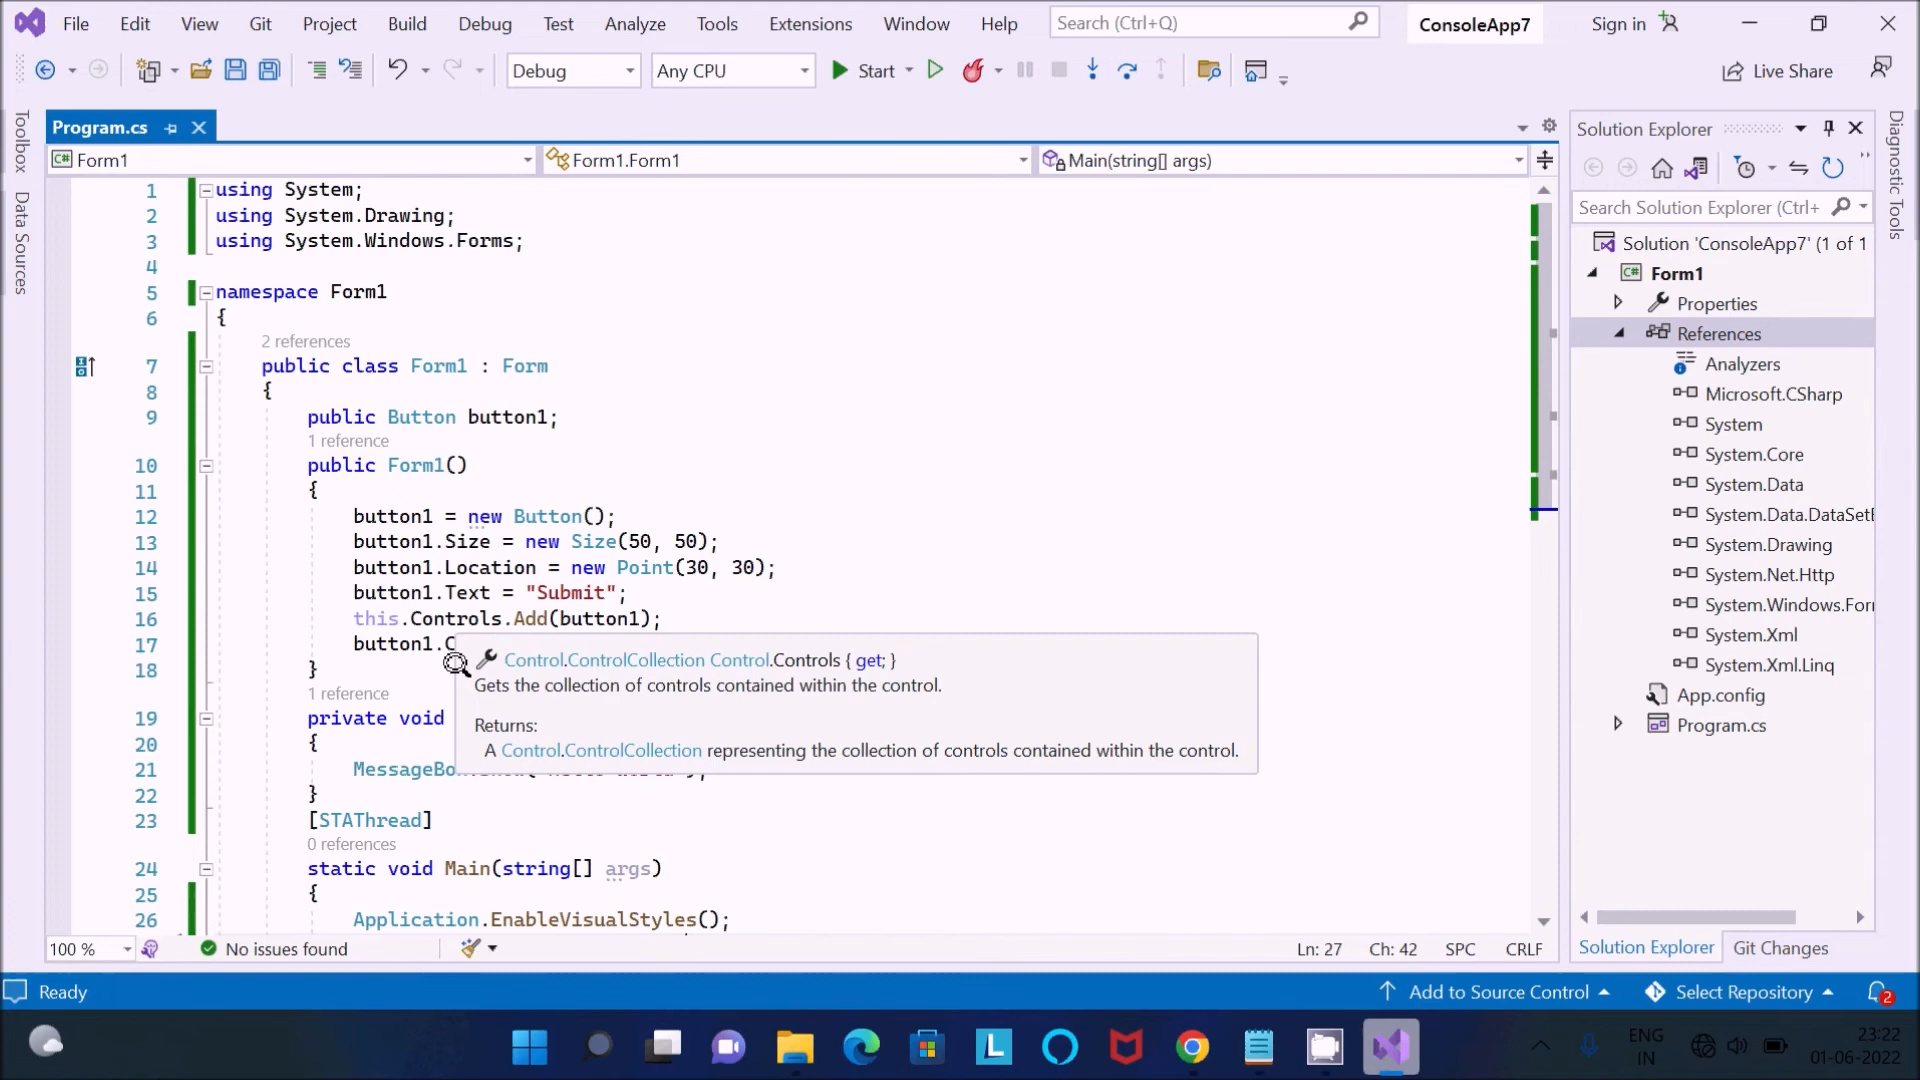 File Edit View Git Project Build Debug Test Analyze Tools Extensions Window Help Search (Ctrl+Q) ConsoleApp7 Sign in
Debug Any CPU Start Live Share
Toolbox
Data Sources
Program.cs
Form1 Form1.Form1 Main(string[] args)
1 using System;
2 using System.Drawing;
3 using System.Windows.Forms;
4
5 namespace Form1
6 {
2 references
7 public class Form1 : Form
8 {
9 public Button button1;
1 reference
10 public Form1()
11 {
12 button1 = new Button();
13 button1.Size = new Size(50, 50);
14 button1.Location = new Point(30, 30);
15 button1.Text = "Submit";
16 this.Controls.Add(button1);
17 button1.C
18 }
Control.ControlCollection Control.Controls { get; }
Gets the collection of controls contained within the control.
Returns:
A Control.ControlCollection representing the collection of controls contained within the control.
1 reference
19 private void
20 {
21 MessageBo
22 }
23 [STAThread]
0 references
24 static void Main(string[] args)
25 {
26 Application.EnableVisualStyles();
100 % No issues found Ln: 27 Ch: 42 SPC CRLF
Solution Explorer
Search Solution Explorer (Ctrl+
Solution 'ConsoleApp7' (1 of 1
Form1
Properties
References
Analyzers
Microsoft.CSharp
System
System.Core
System.Data
System.Data.DataSetE
System.Drawing
System.Net.Http
System.Windows.For
System.Xml
System.Xml.Linq
App.config
Program.cs
Solution Explorer Git Changes
Diagnostic Tools
Ready Add to Source Control Select Repository 2
ENG
IN
23:22
01-06-2022